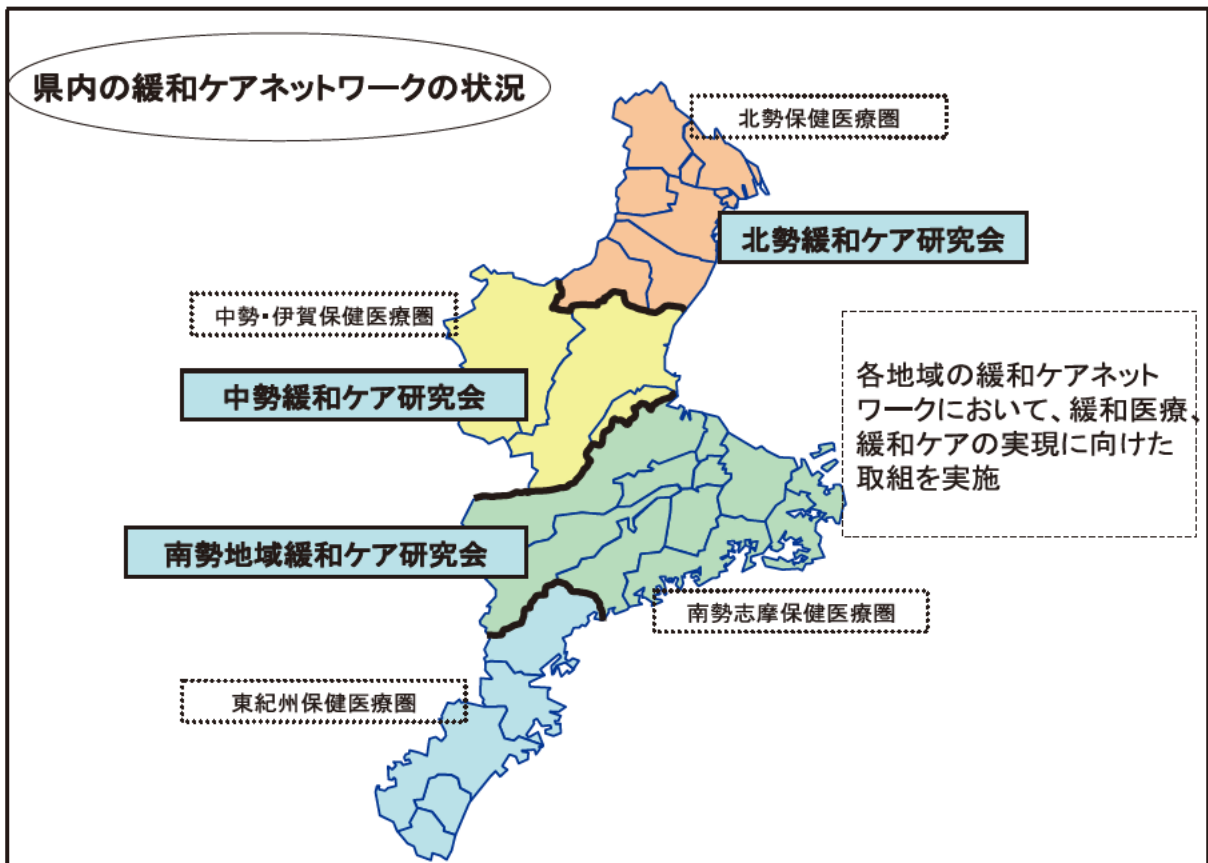 県内の緩和ケアネットワークの状況
北勢保健医療圏
北勢緩和ケア研究会
中勢・伊賀保健医療圏
中勢緩和ケア研究会
各地域の緩和ケアネット
ワークにおいて、緩和医療、
緩和ケアの実現に向けた
取組を実施
南勢地域緩和ケア研究会
南勢志摩保健医療圏
東紀州保健医療圏